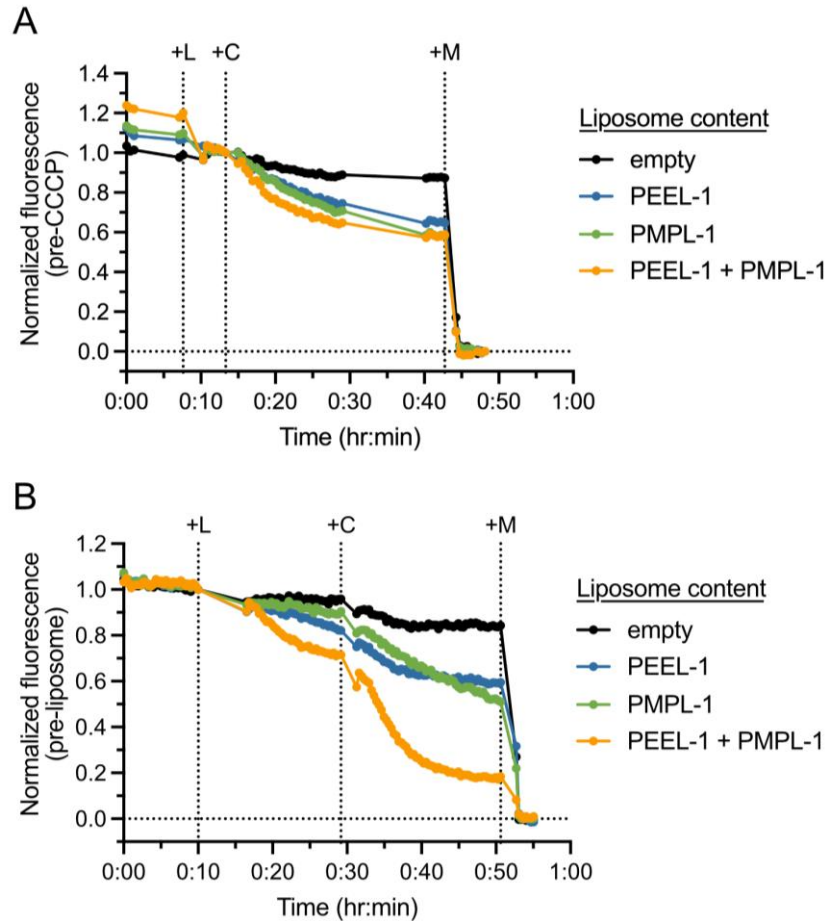 A
+L +C +M
1.4
1.2
1.0
0.8
0.6
0.4
0.2
0.0
Normalized fluorescence
(pre-CCCP)
0:00 0:10 0:20 0:30 0:40 0:50 1:00
Time (hr:min)
Liposome content
empty
PEEL-1
PMPL-1
PEEL-1 + PMPL-1
B
+L +C +M
1.2
1.0
0.8
0.6
0.4
0.2
0.0
Normalized fluorescence
(pre-liposome)
0:00 0:10 0:20 0:30 0:40 0:50 1:00
Time (hr:min)
Liposome content
empty
PEEL-1
PMPL-1
PEEL-1 + PMPL-1